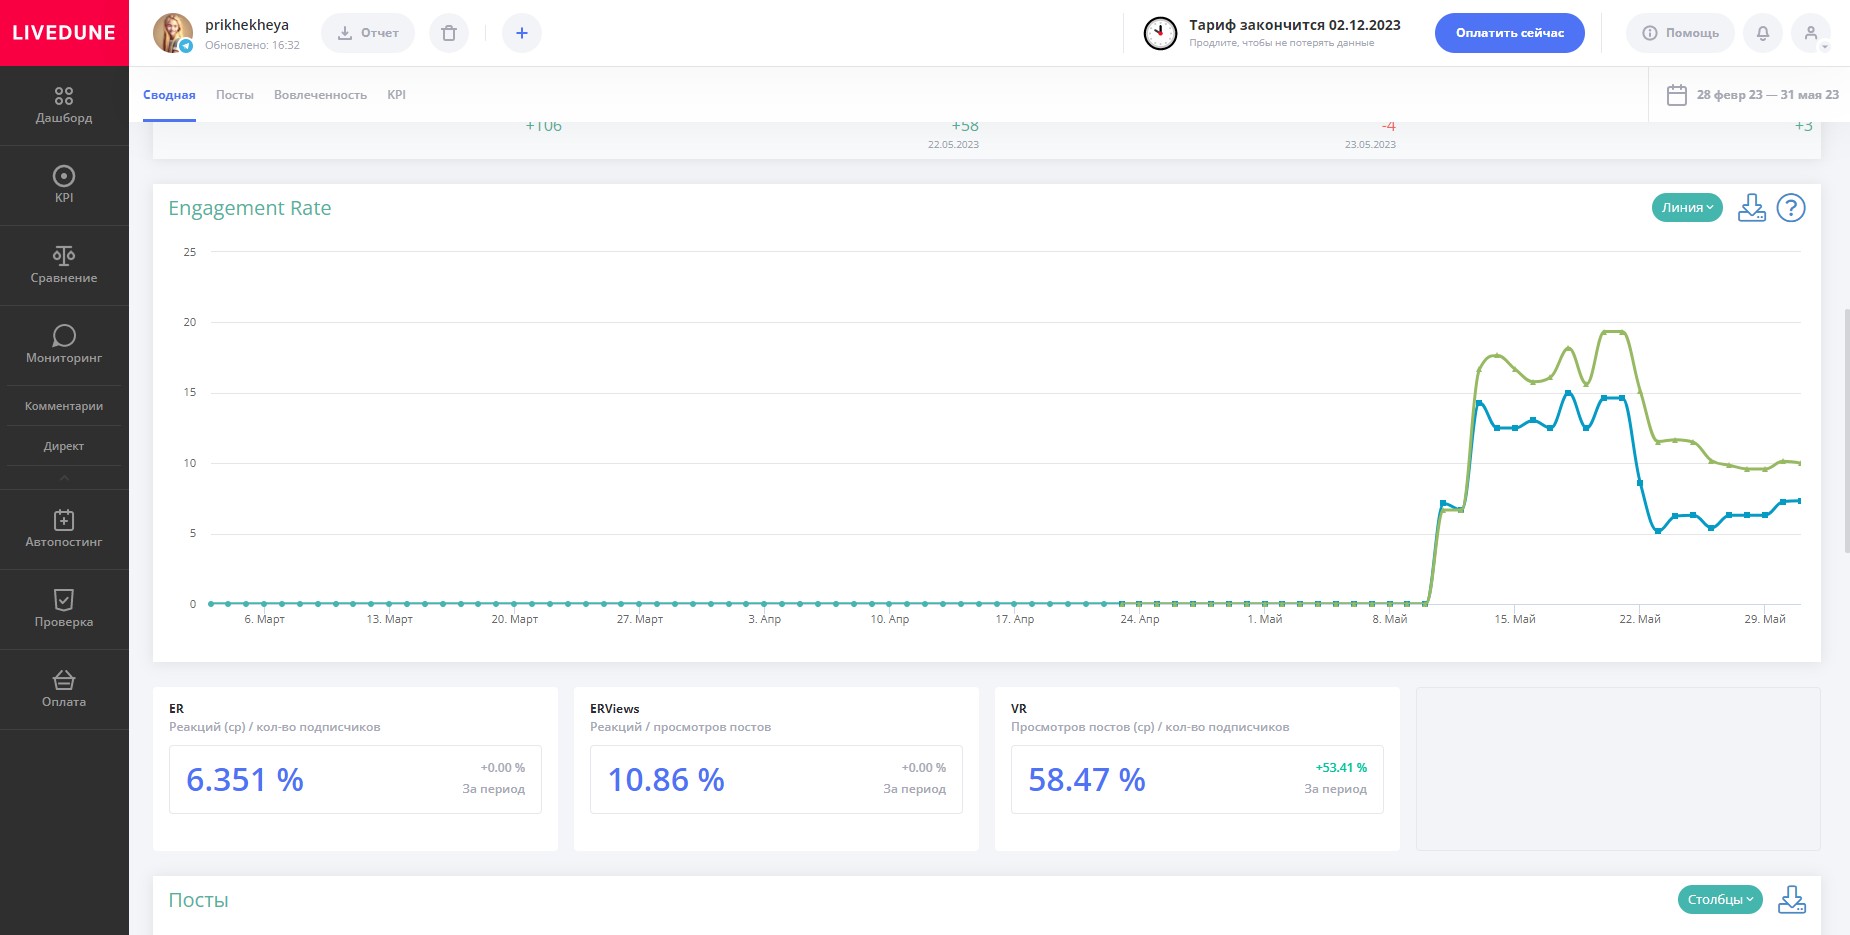 LIVEDUNE
prikhekheya
Обновлено: 16:32
Отчет
+
Тариф закончится 02.12.2023
Продлите, чтобы не потерять данные
Оплатить сейчас
Помощь
Сводная
Посты
Вовлеченность
KPI
28 февр 23 — 31 мая 23
Дашборд
KPI
Сравнение
Мониторинг
Комментарии
Директ
Автопостинг
Проверка
Оплата
+106
+58
22.05.2023
-4
23.05.2023
+3
Engagement Rate
Линия
?
25
20
15
10
5
0
6. Март
13. Март
20. Март
27. Март
3. Апр
10. Апр
17. Апр
24. Апр
1. Май
8. Май
15. Май
22. Май
29. Май
ER
Реакций (ср) / кол-во подписчиков
6.351 %
+0.00 %
За период
ERViews
Реакций / просмотров постов
10.86 %
+0.00 %
За период
VR
Просмотров постов (ср) / кол-во подписчиков
58.47 %
+53.41 %
За период
Посты
Столбцы